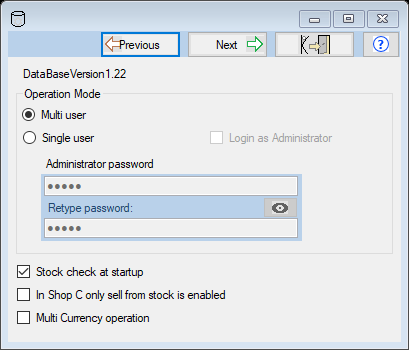 Previous
Next
?
DataBaseVersion1.22
Operation Mode
Multi user
Single user
Login as Administrator
Administrator password
Retype password:
Stock check at startup
In Shop C only sell from stock is enabled
Multi Currency operation